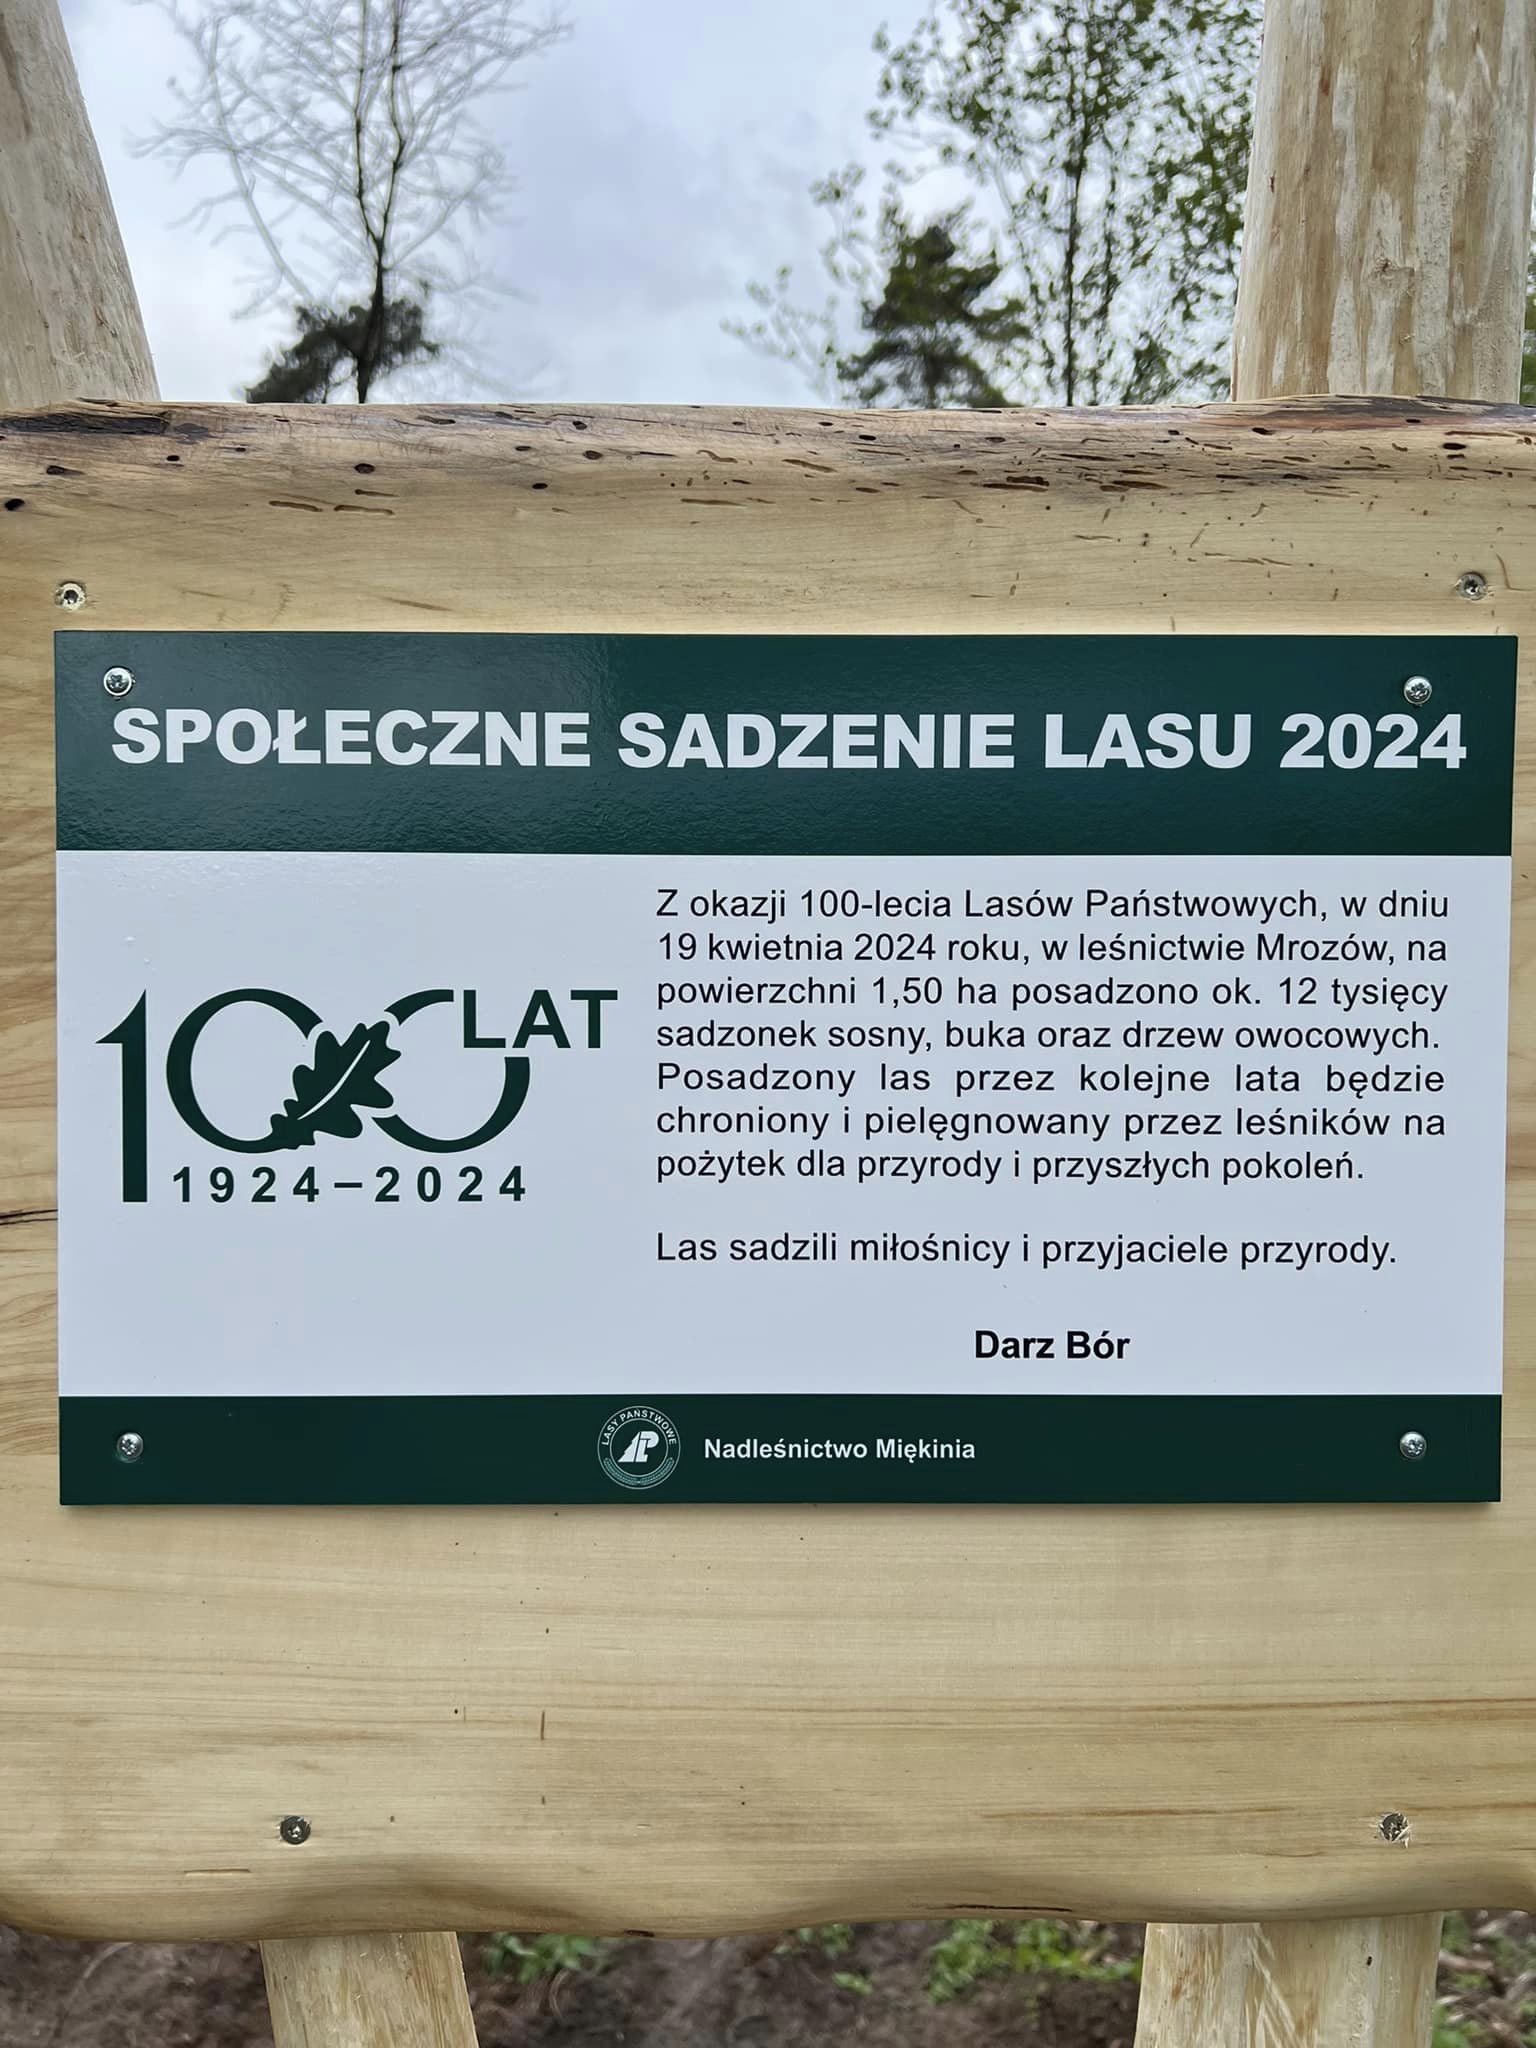 SPOŁECZNE SADZENIE LASU 2024
100 LAT
1924–2024
Z okazji 100-lecia Lasów Państwowych, w dniu
19 kwietnia 2024 roku, w leśnictwie Mrozów, na
powierzchni 1,50 ha posadzono ok. 12 tysięcy
sadzonek sosny, buka oraz drzew owocowych.
Posadzony las przez kolejne lata będzie
chroniony i pielęgnowany przez leśników na
pożytek dla przyrody i przyszłych pokoleń.
Las sadzili miłośnicy i przyjaciele przyrody.
Darz Bór
LASY PAŃSTWOWE
LP
Nadleśnictwo Miękinia